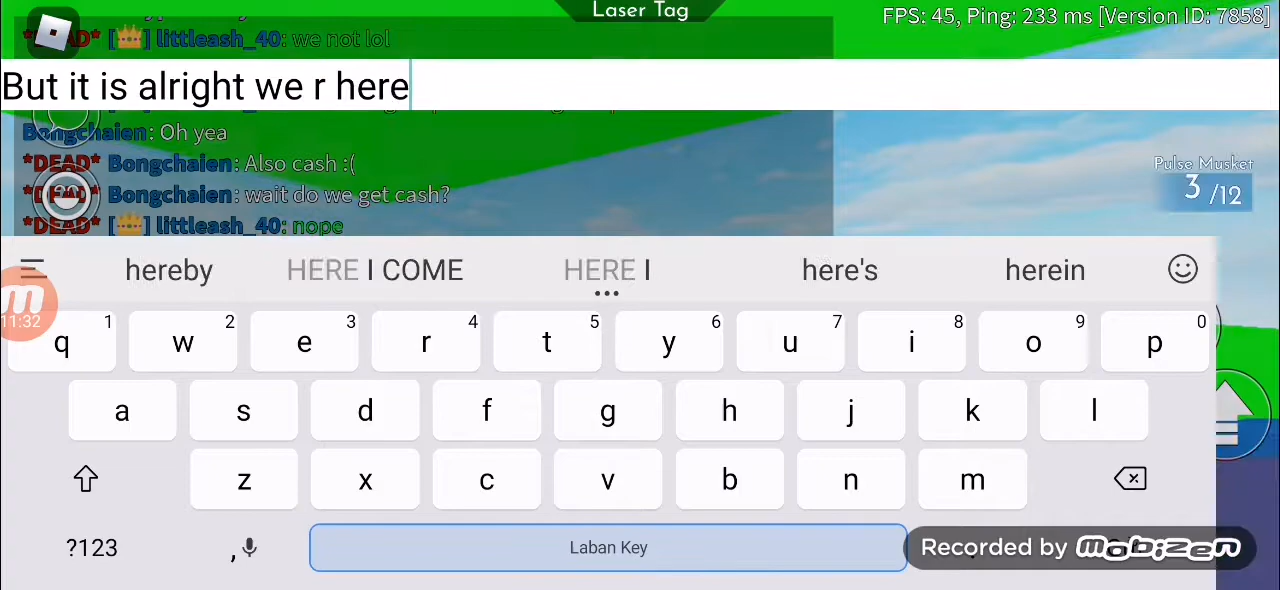 Laser Tag
FPS: 45, Ping: 233 ms [Version ID: 7858]
[👑] littleash_40: we not lol
But it is alright we r here
Bongchaien: Oh yea
*DEAD* Bongchaien: Also cash :(
*DEAD* Bongchaien: wait do we get cash?
*DEAD* [👑] littleash_40: nope
Pulse Musket
3 /12
hereby HERE I COME HERE I here's herein
11:32
1 2 3 4 5 6 7 8 9 0
q w e r t y u i o p
a s d f g h j k l
z x c v b n m
?123 , Laban Key
Recorded by mobizen